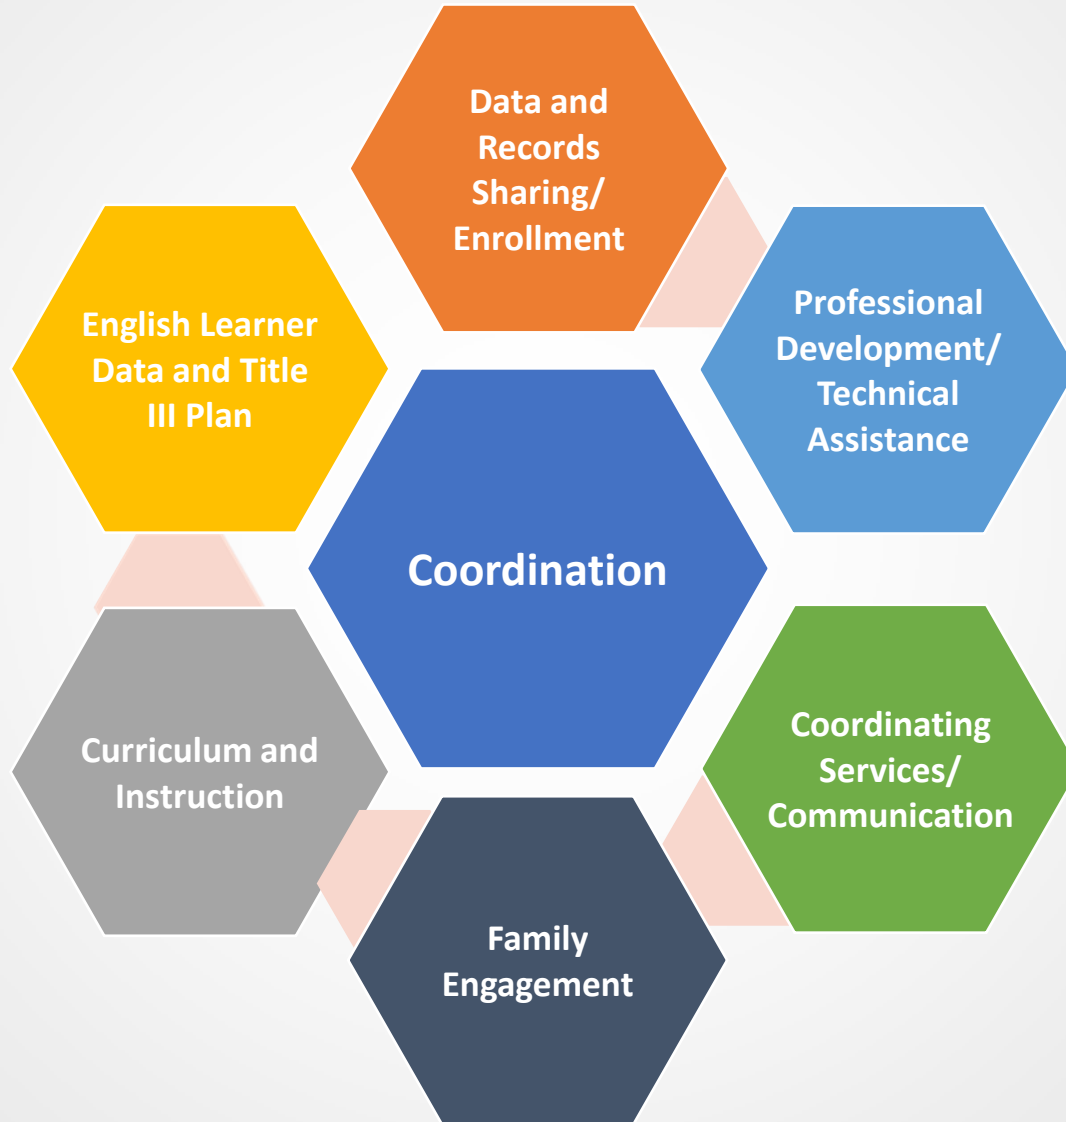 Data and
Records
Sharing/
Enrollment
Professional
Development/
Technical
Assistance
English Learner
Data and Title
III Plan
Coordination
Coordinating
Services/
Communication
Curriculum and
Instruction
Family
Engagement